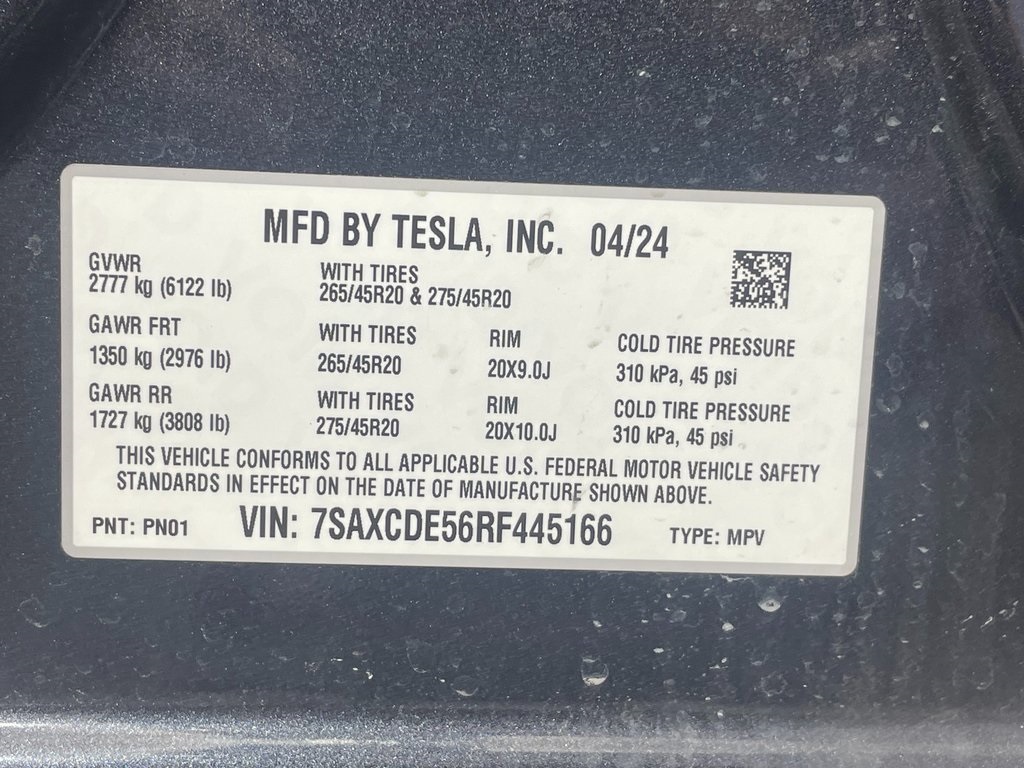 MFD BY TESLA, INC. 04/24
GVWR
2777 kg (6122 lb)
WITH TIRES
265/45R20 & 275/45R20
GAWR FRT
1350 kg (2976 lb)
WITH TIRES
265/45R20
RIM
20X9.0J
COLD TIRE PRESSURE
310 kPa, 45 psi
GAWR RR
1727 kg (3808 lb)
WITH TIRES
275/45R20
RIM
20X10.0J
COLD TIRE PRESSURE
310 kPa, 45 psi
THIS VEHICLE CONFORMS TO ALL APPLICABLE U.S. FEDERAL MOTOR VEHICLE SAFETY
STANDARDS IN EFFECT ON THE DATE OF MANUFACTURE SHOWN ABOVE.
PNT: PN01 VIN: 7SAXCDE56RF445166 TYPE: MPV